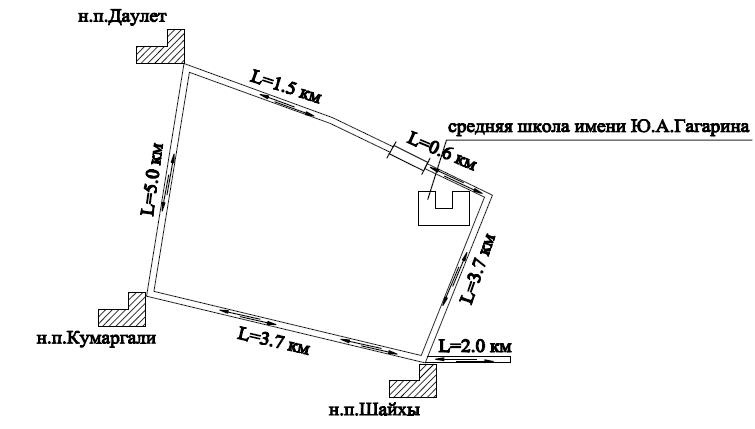 н.п.Даулет
L=1.5 км
средняя школа имени Ю.А.Гагарина
L=0.6 км
L=5.0 км
L=3.7 км
н.п.Кумаргали
L=3.7 км
L=2.0 км
н.п.Шайхы